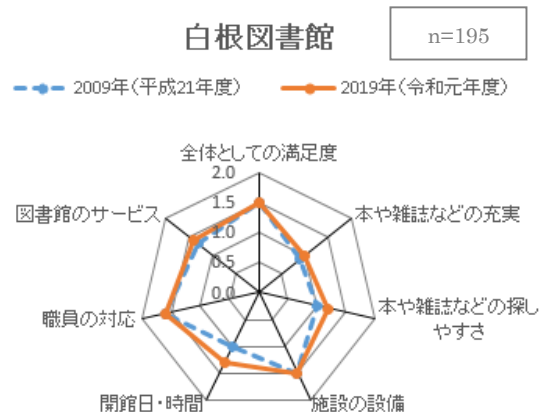 白根図書館
n=195
2009年(平成21年度)
2019年(令和元年度)
全体としての満足度
2.0
1.5
1.0
0.5
0.0
本や雑誌などの充実
本や雑誌などの探し
やすさ
施設の設備
開館日・時間
職員の対応
図書館のサービス